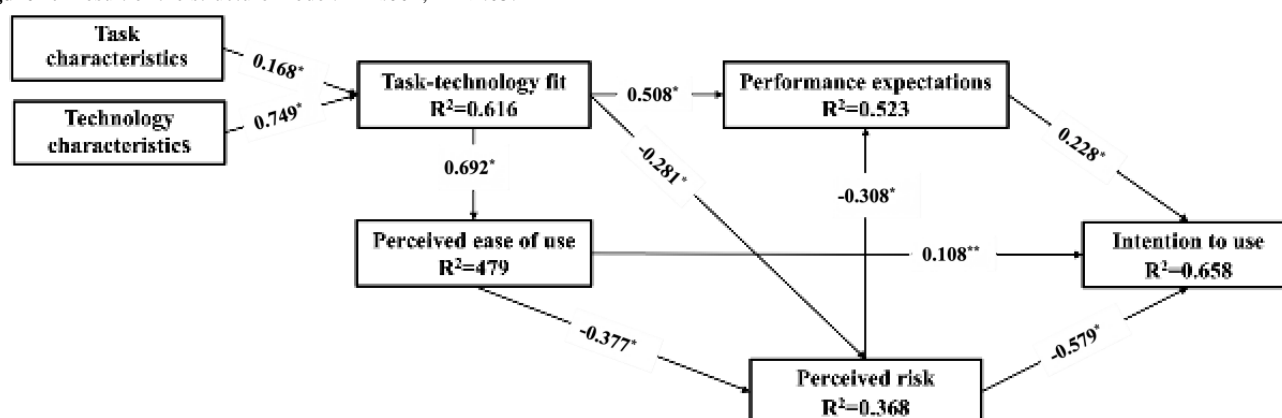 Task
characteristics
0.168*
Technology
characteristics
0.749*
Task-technology fit
R²=0.616
0.508*
Performance expectations
R²=0.523
0.692*
-0.281*
-0.308*
0.228*
Perceived ease of use
R²=479
0.108**
Intention to use
R²=0.658
-0.377*
-0.579*
Perceived risk
R²=0.368